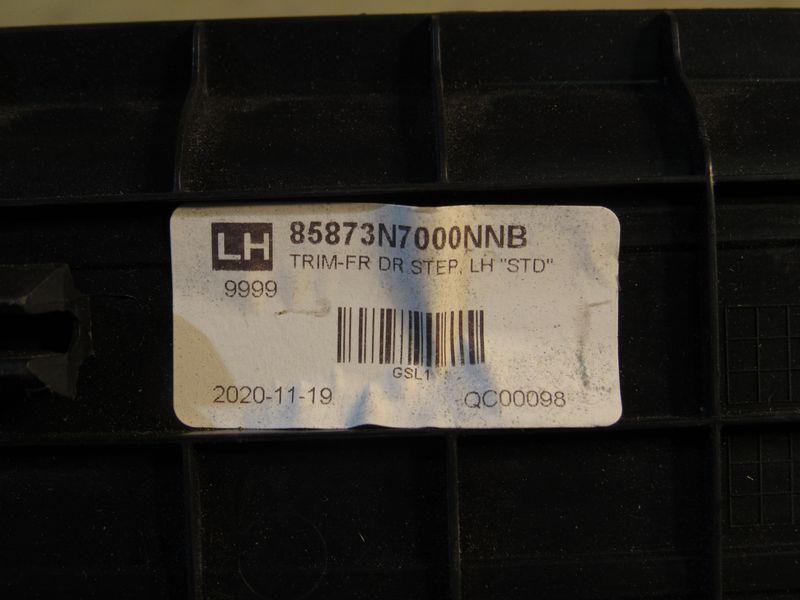 LH 85873N7000NNB
TRIM-FR DR STEP, LH "STD"
9999
GSL1
2020-11-19 QC00098